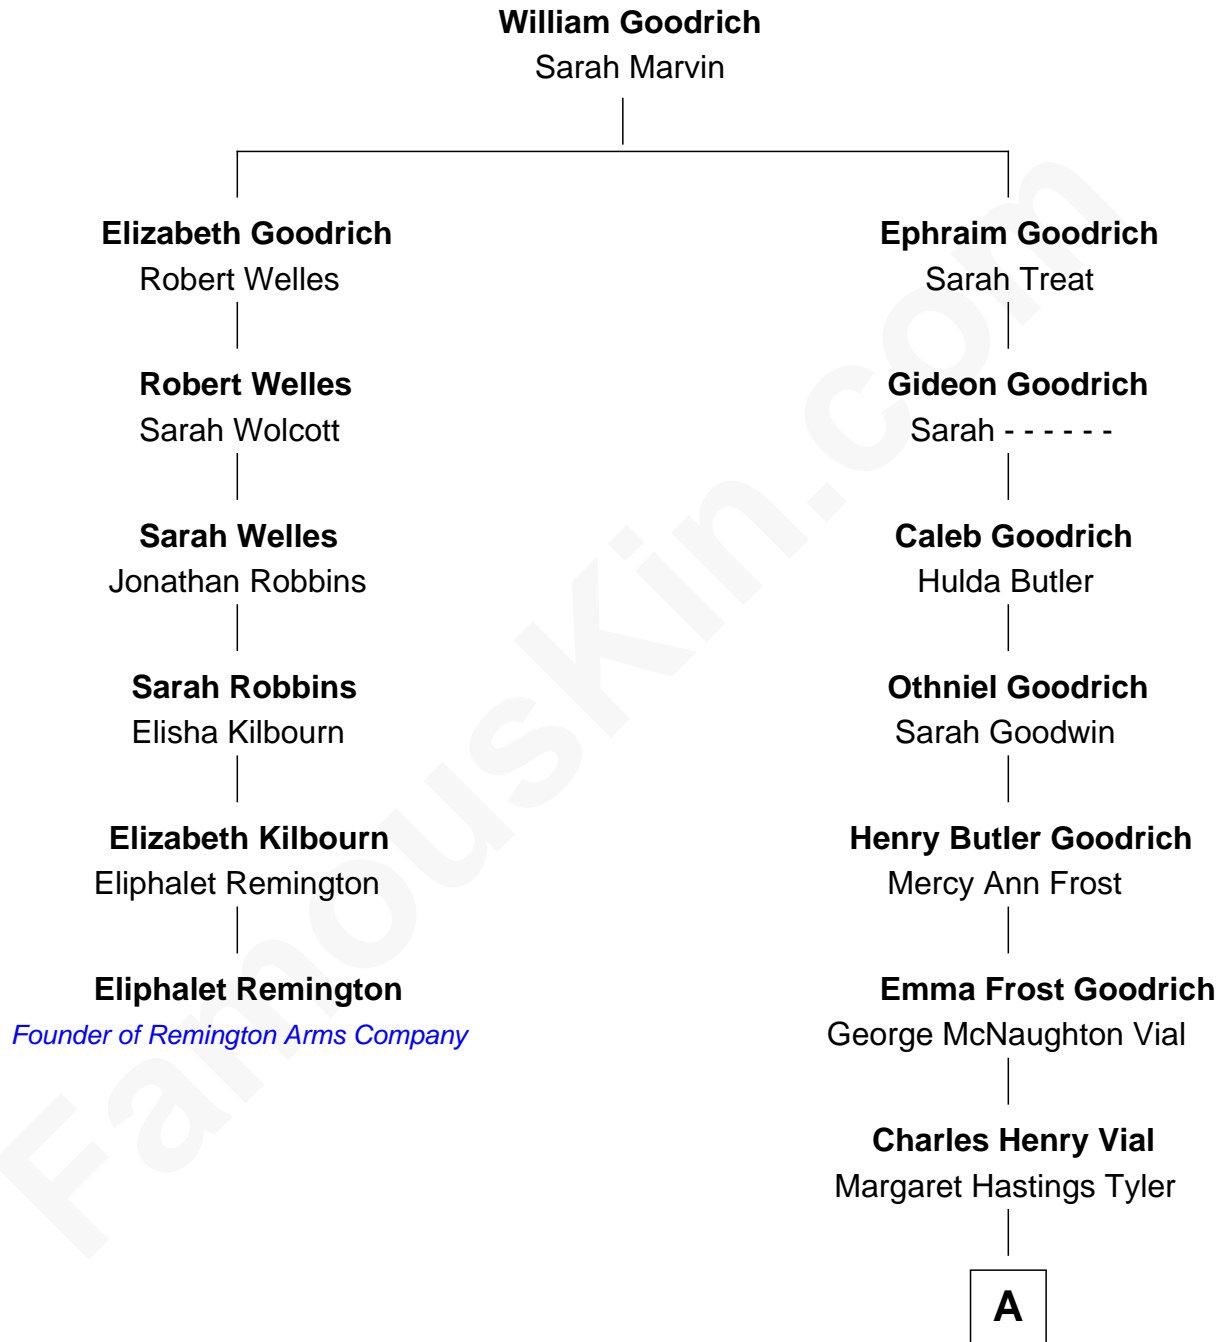 William Goodrich
Sarah Marvin
Elizabeth Goodrich
Robert Welles
Robert Welles
Sarah Wolcott
Sarah Welles
Jonathan Robbins
Sarah Robbins
Elisha Kilbourn
Elizabeth Kilbourn
Eliphalet Remington
Eliphalet Remington
Founder of Remington Arms Company
Ephraim Goodrich
Sarah Treat
Gideon Goodrich
Sarah - - - - - -
Caleb Goodrich
Hulda Butler
Othniel Goodrich
Sarah Goodwin
Henry Butler Goodrich
Mercy Ann Frost
Emma Frost Goodrich
George McNaughton Vial
Charles Henry Vial
Margaret Hastings Tyler
A
FamousKin.com